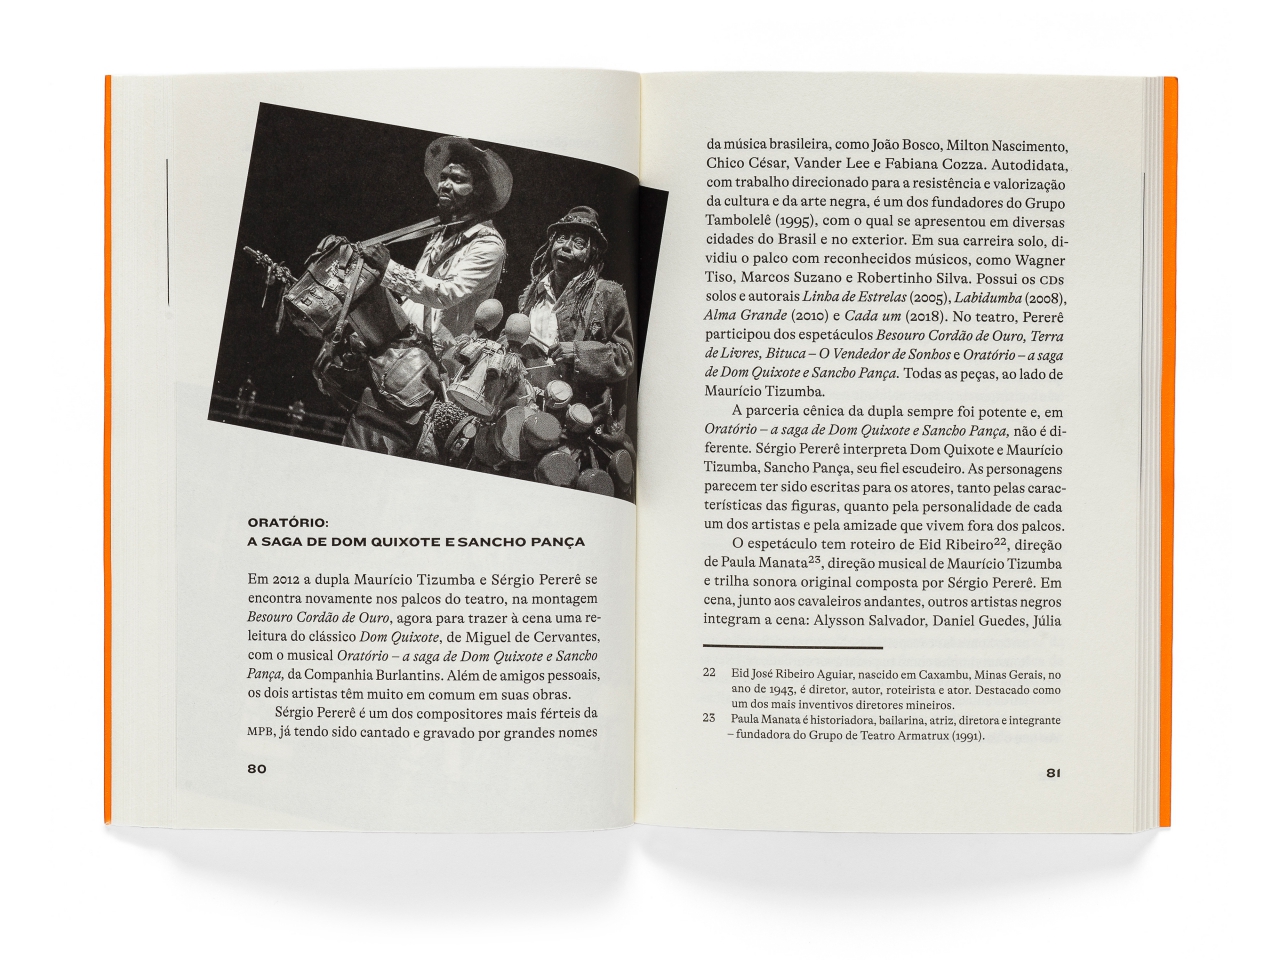 ORATÓRIO:
A SAGA DE DOM QUIXOTE E SANCHO PANÇA
Em 2012 a dupla Maurício Tizumba e Sérgio Pererê se
encontra novamente nos palcos do teatro, na montagem
Besouro Cordão de Ouro, agora para trazer à cena uma re-
leitura do clássico Dom Quixote, de Miguel de Cervantes,
com o musical Oratório – a saga de Dom Quixote e Sancho
Pança, da Companhia Burlantins. Além de amigos pessoais,
os dois artistas têm muito em comum em suas obras.
Sérgio Pererê é um dos compositores mais férteis da
MPB, já tendo sido cantado e gravado por grandes nomes
80
da música brasileira, como João Bosco, Milton Nascimento,
Chico César, Vander Lee e Fabiana Cozza. Autodidata,
com trabalho direcionado para a resistência e valorização
da cultura e da arte negra, é um dos fundadores do Grupo
Tambolelê (1995), com o qual se apresentou em diversas
cidades do Brasil e no exterior. Em sua carreira solo, di-
vidiu o palco com reconhecidos músicos, como Wagner
Tiso, Marcos Suzano e Robertinho Silva. Possui os CDs
solos e autorais Linha de Estrelas (2005), Labidumba (2008),
Alma Grande (2010) e Cada um (2018). No teatro, Pererê
participou dos espetáculos Besouro Cordão de Ouro, Terra
de Livres, Bituca – O Vendedor de Sonhos e Oratório – a saga
de Dom Quixote e Sancho Pança. Todas as peças, ao lado de
Maurício Tizumba.
A parceria cênica da dupla sempre foi potente e, em
Oratório – a saga de Dom Quixote e Sancho Pança, não é di-
ferente. Sérgio Pererê interpreta Dom Quixote e Maurício
Tizumba, Sancho Pança, seu fiel escudeiro. As personagens
parecem ter sido escritas para os atores, tanto pelas carac-
terísticas das figuras, quanto pela personalidade de cada
um dos artistas e pela amizade que vivem fora dos palcos.
O espetáculo tem roteiro de Eid Ribeiro22, direção
de Paula Manata23, direção musical de Maurício Tizumba
e trilha sonora original composta por Sérgio Pererê. Em
cena, junto aos cavaleiros andantes, outros artistas negros
integram a cena: Alysson Salvador, Daniel Guedes, Júlia
22 Eid José Ribeiro Aguiar, nascido em Caxambu, Minas Gerais, no
ano de 1943, é diretor, autor, roteirista e ator. Destacado como
um dos mais inventivos diretores mineiros.
23 Paula Manata é historiadora, bailarina, atriz, diretora e integrante
– fundadora do Grupo de Teatro Armatrux (1991).
81